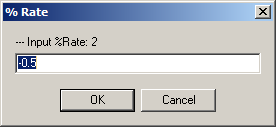 % Rate
--- Input %Rate: 2
-0.5
OK
Cancel